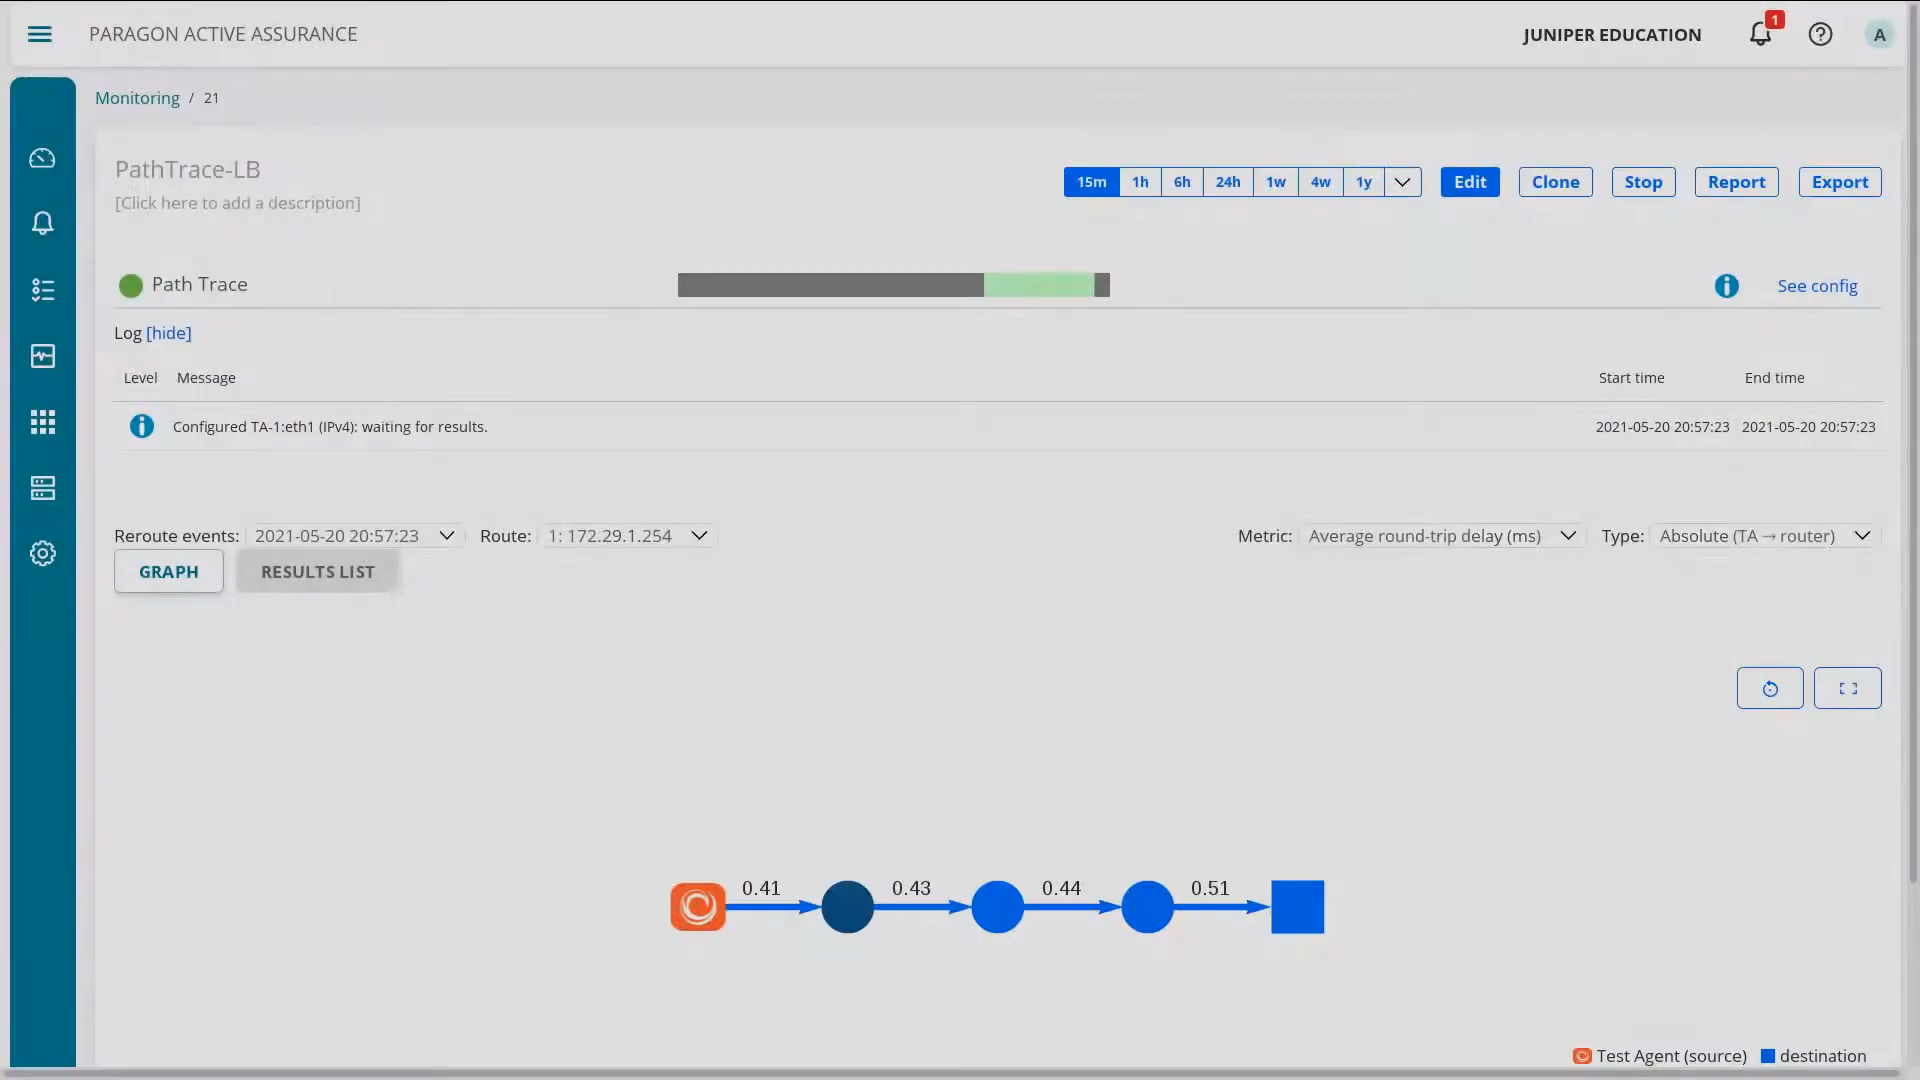 PARAGON ACTIVE ASSURANCE
JUNIPER EDUCATION
1
A
Monitoring / 21
PathTrace-LB
[Click here to add a description]
15m 1h 6h 24h 1w 4w 1y
Edit
Clone
Stop
Report
Export
Path Trace
See config
Log [hide]
Level Message Start time End time
Configured TA-1:eth1 (IPv4): waiting for results. 2021-05-20 20:57:23 2021-05-20 20:57:23
Reroute events: 2021-05-20 20:57:23 Route: 1: 172.29.1.254 Metric: Average round-trip delay (ms) Type: Absolute (TA → router)
GRAPH RESULTS LIST
0.41 0.43 0.44 0.51
Test Agent (source) destination